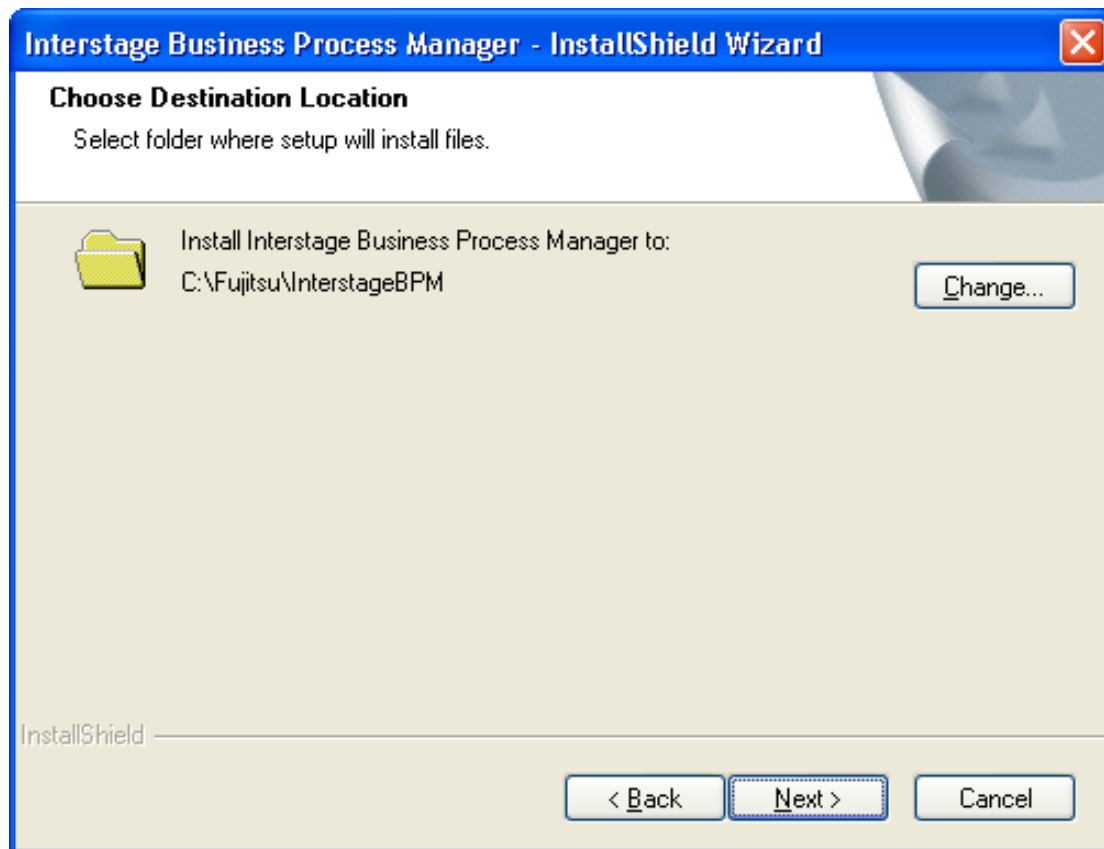 Interstage Business Process Manager - InstallShield Wizard
Choose Destination Location
Select folder where setup will install files.
Install Interstage Business Process Manager to:
C:\Fujitsu\InterstageBPM
Change...
InstallShield
< Back
Next >
Cancel